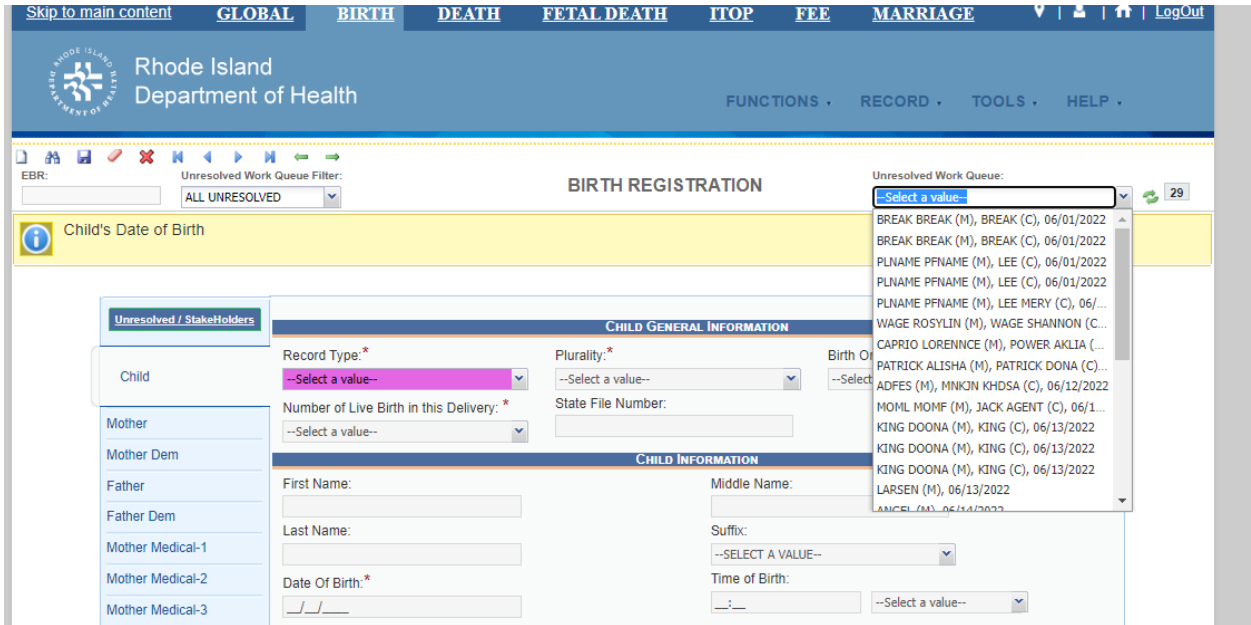 Skip to main content GLOBAL BIRTH DEATH FETAL DEATH ITOP FEE MARRIAGE | | | LogOut
RHODE ISLAND DEPARTMENT OF HEALTH
Rhode Island
Department of Health
FUNCTIONS RECORD TOOLS HELP
EBR: Unresolved Work Queue Filter: Unresolved Work Queue:
ALL UNRESOLVED BIRTH REGISTRATION --Select a value-- 29
Child's Date of Birth
BREAK BREAK (M), BREAK (C), 06/01/2022
BREAK BREAK (M), BREAK (C), 06/01/2022
PLNAME PFNAME (M), LEE (C), 06/01/2022
PLNAME PFNAME (M), LEE (C), 06/01/2022
PLNAME PFNAME (M), LEE MERY (C), 06/...
WAGE ROSYLIN (M), WAGE SHANNON (C...
CAPRIO LORENNCE (M), POWER AKLIA (...
PATRICK ALISHA (M), PATRICK DONA (C)...
ADFES (M), MNKJN KHDSA (C), 06/12/2022
MOML MOMF (M), JACK AGENT (C), 06/1...
KING DOONA (M), KING (C), 06/13/2022
KING DOONA (M), KING (C), 06/13/2022
KING DOONA (M), KING (C), 06/13/2022
LARSEN (M), 06/13/2022
ANGEL (M), 06/14/2022
Unresolved / StakeHolders
Child
Mother
Mother Dem
Father
Father Dem
Mother Medical-1
Mother Medical-2
Mother Medical-3
CHILD GENERAL INFORMATION
Record Type:* Plurality:* Birth Or
--Select a value-- --Select a value-- --Select
Number of Live Birth in this Delivery: * State File Number:
--Select a value--
CHILD INFORMATION
First Name: Middle Name:
Last Name: Suffix:
--SELECT A VALUE--
Date Of Birth:* Time of Birth:
__/__/____ __:__ --Select a value--